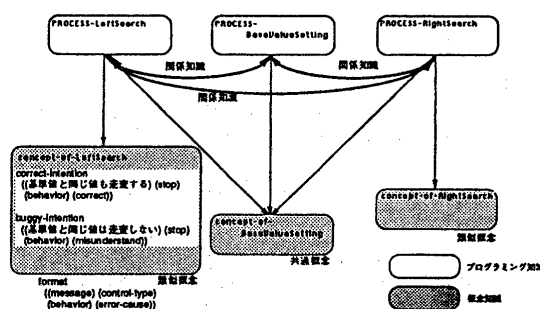 PROCESS-LeftSearch
PROCESS-
BaseValueSetting
PROCESS-RightSearch
関係知識
関係知識
関係知識
concept-of-LeftSearch
correct-intention
((基準値と同じ値も走査する) (stop)
(behavior) (correct))
buggy-intention
((基準値と同じ値は走査しない) (stop)
(behavior) (misunderstand))
類似概念
format
((message) (control-type)
(behavior) (error-cause))
concept-of-
BaseValueSetting
共通概念
concept-of-RightSearch
類似概念
プログラミング知識
概念知識